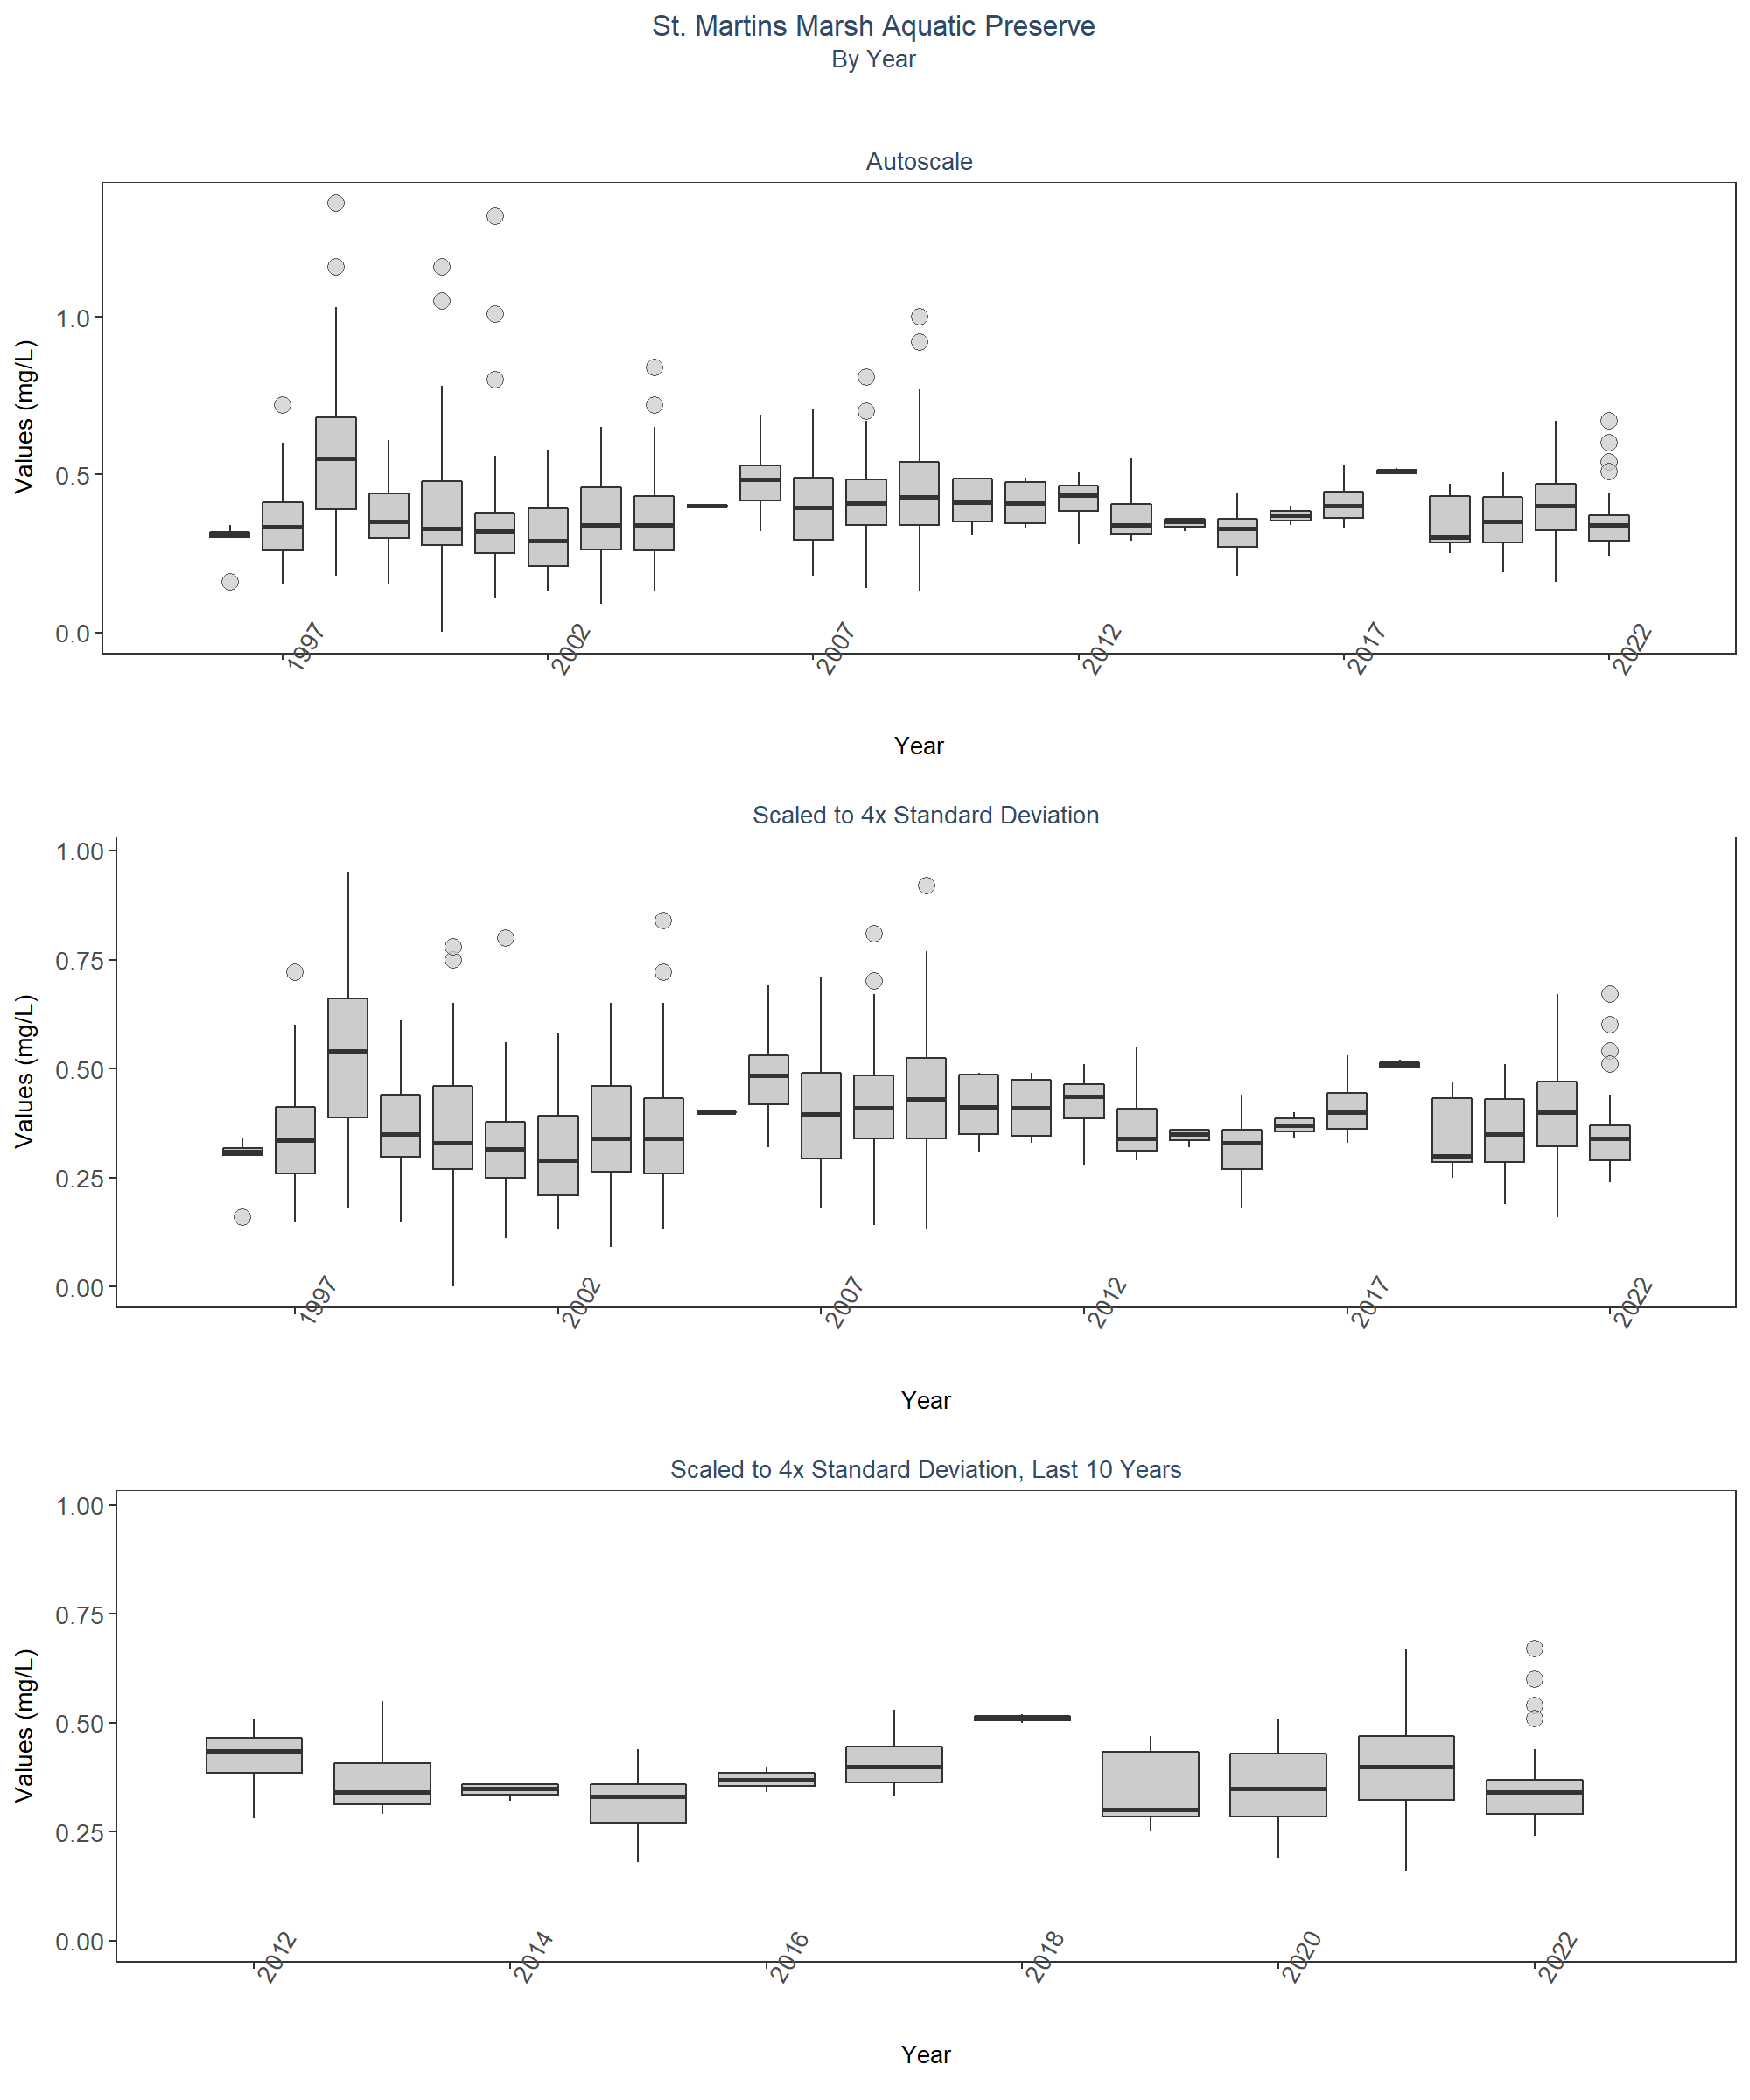 St. Martins Marsh Aquatic Preserve
By Year
Autoscale
Values (mg/L)
1.0
0.5
0.0
1997 2002 2007 2012 2017 2022
Year
Scaled to 4x Standard Deviation
Values (mg/L)
1.00
0.75
0.50
0.25
0.00
1997 2002 2007 2012 2017 2022
Year
Scaled to 4x Standard Deviation, Last 10 Years
Values (mg/L)
1.00
0.75
0.50
0.25
0.00
2012 2014 2016 2018 2020 2022
Year